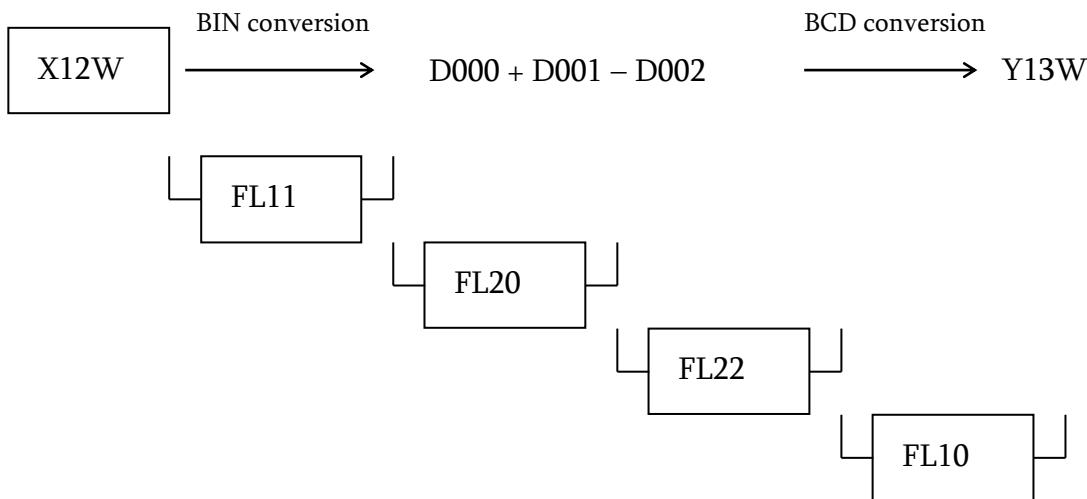 BIN conversion
BCD conversion
X12W
D000 + D001 – D002
Y13W
FL11
FL20
FL22
FL10